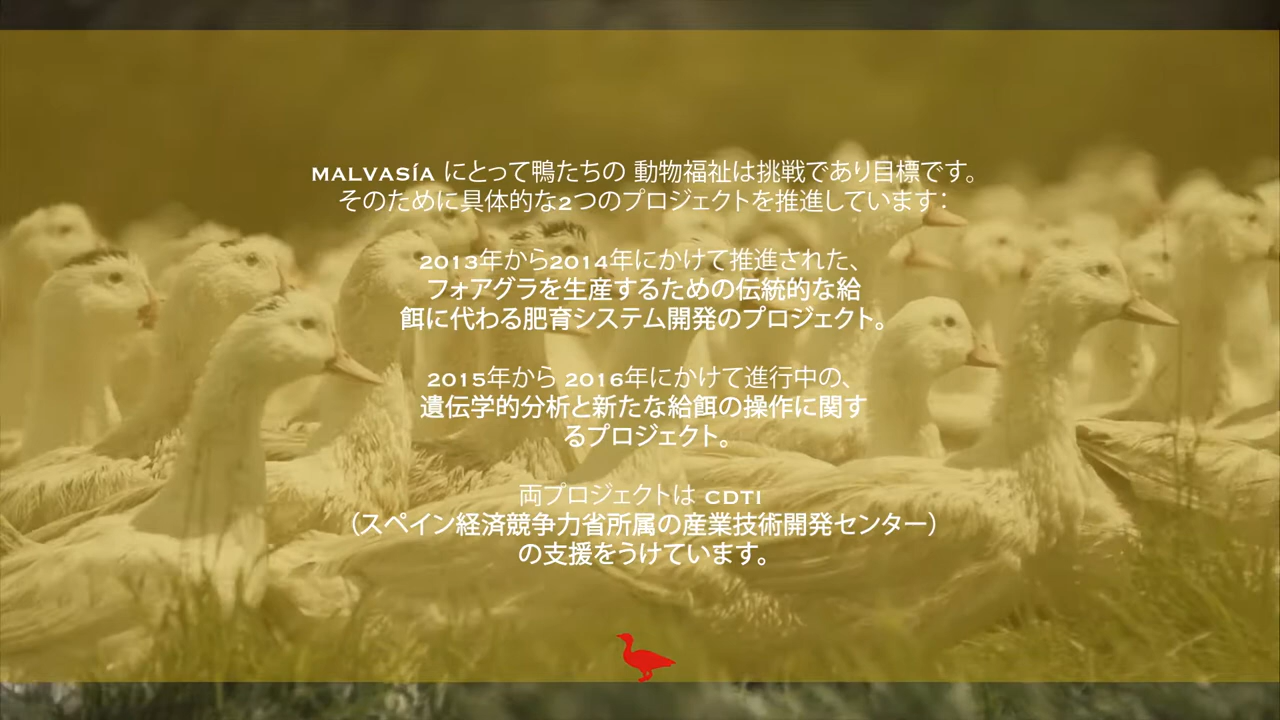 MALVASÍA にとって鴨たちの 動物福祉は挑戦であり目標です。
そのために具体的な2つのプロジェクトを推進しています：
2013年から2014年にかけて推進された、
フォアグラを生産するための伝統的な給
餌に代わる肥育システム開発のプロジェクト。
2015年から 2016年にかけて進行中の、
遺伝学的分析と新たな給餌の操作に関す
るプロジェクト。
両プロジェクトは CDTI
（スペイン経済競争力省所属の産業技術開発センター）
の支援をうけています。